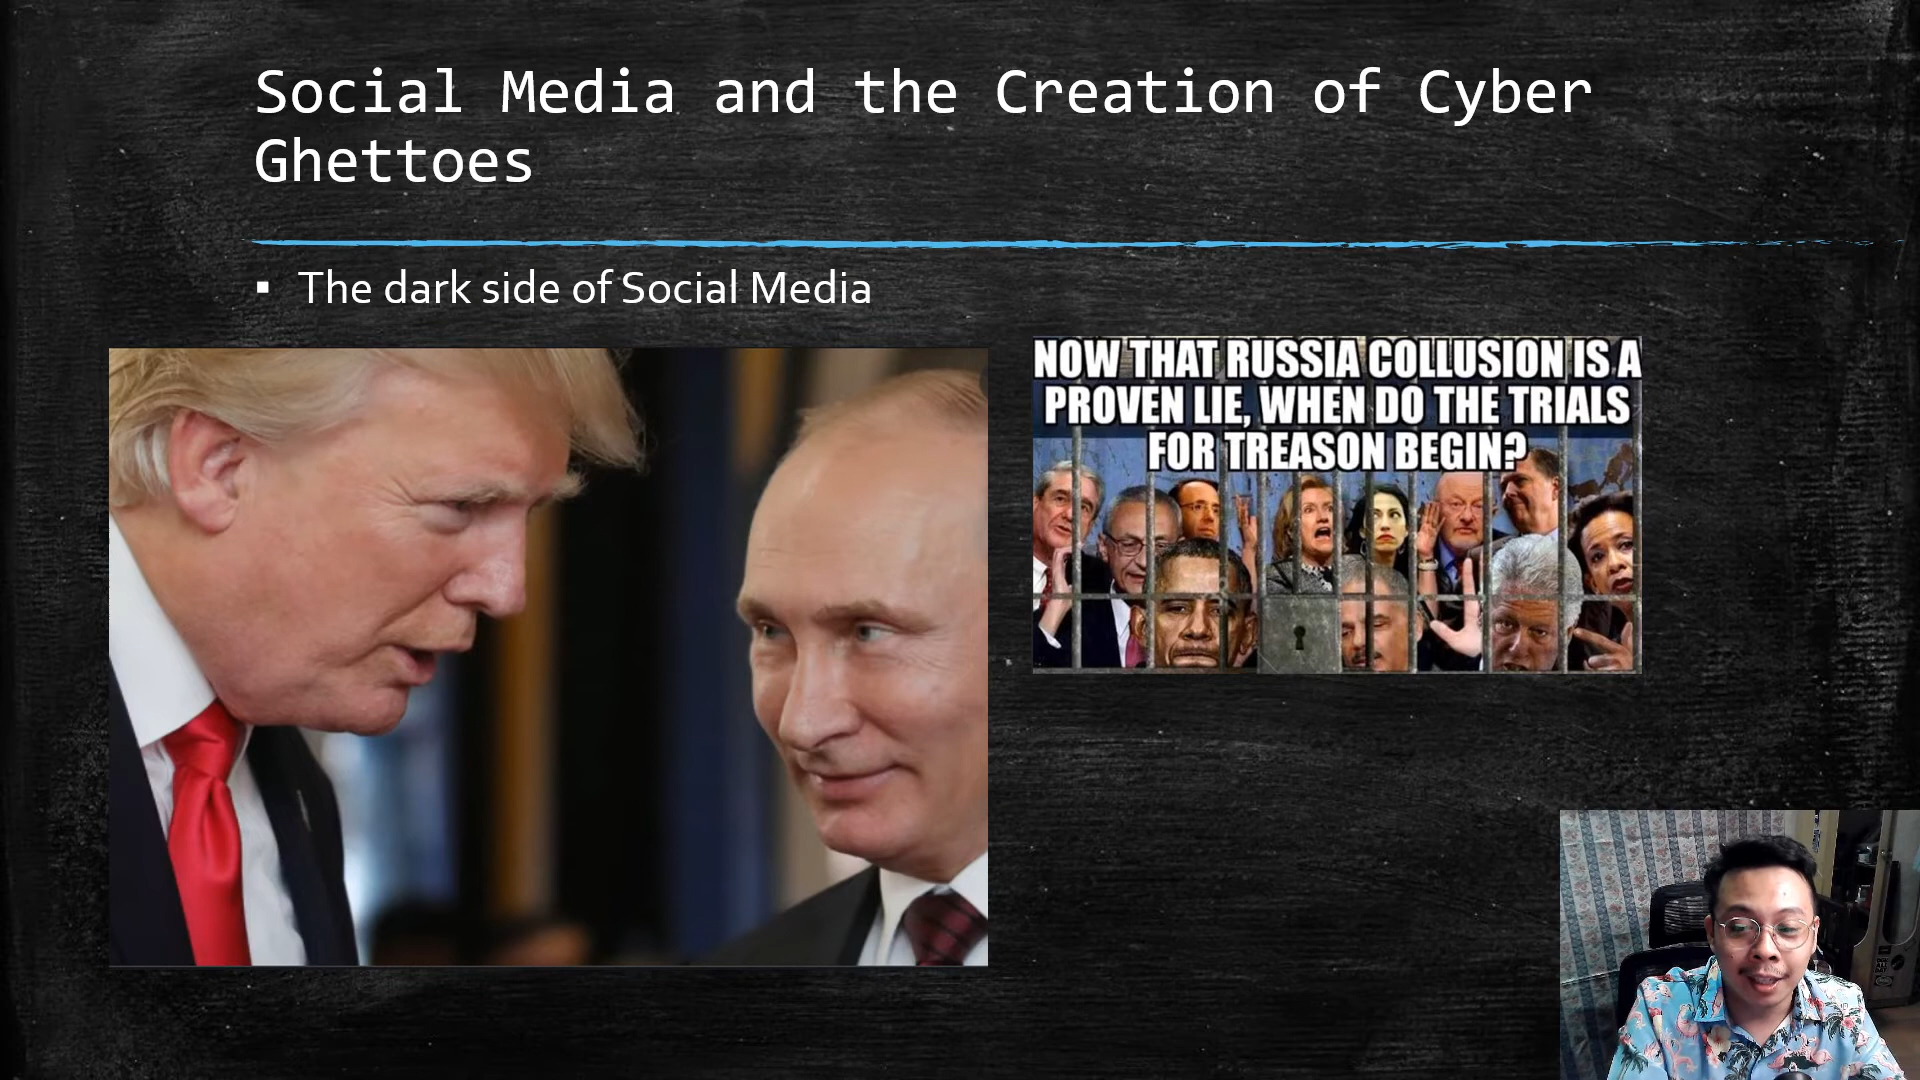 Social Media and the Creation of Cyber
Ghettoes
▪ The dark side of Social Media
NOW THAT RUSSIA COLLUSION IS A
PROVEN LIE, WHEN DO THE TRIALS
FOR TREASON BEGIN?